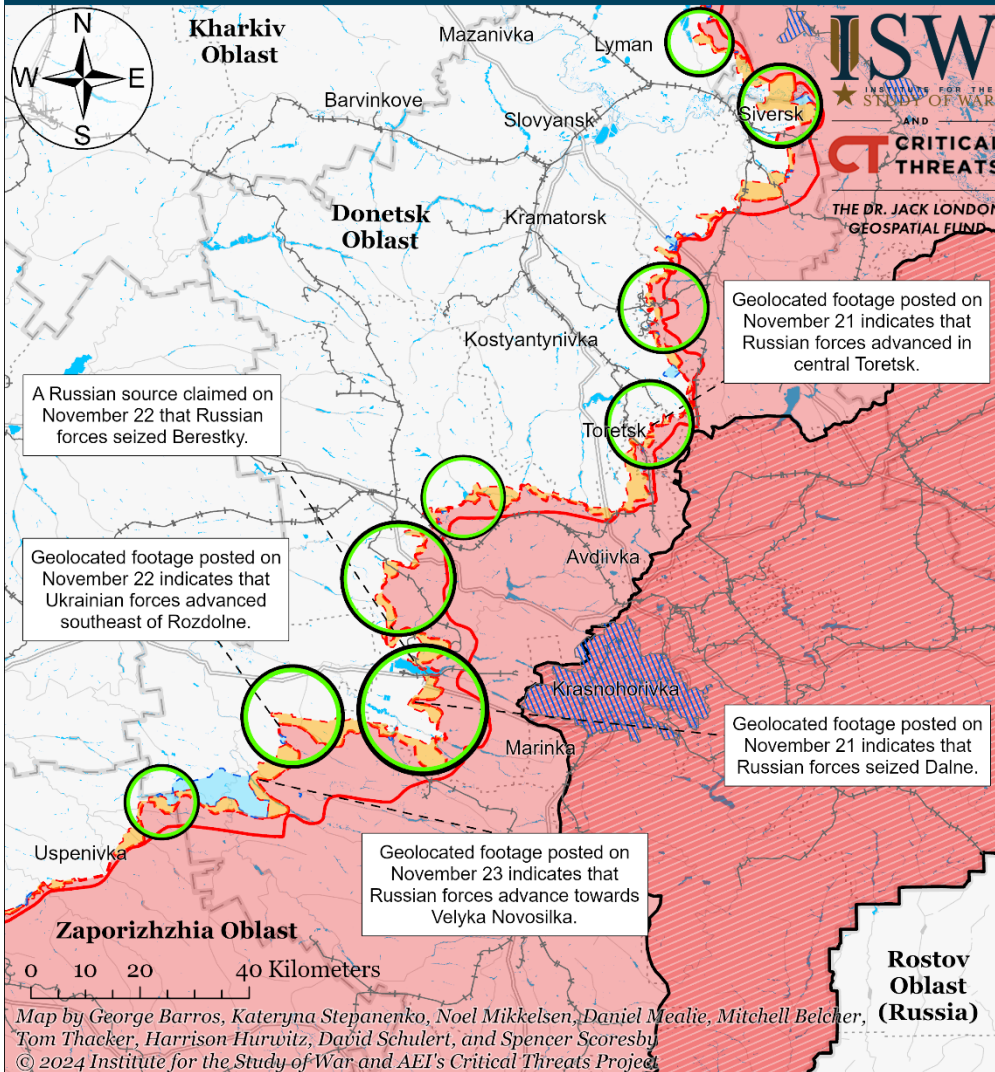 N
W E
S
Kharkiv
Oblast
Mazanivka
Lyman
ISW
INSTITUTE FOR THE
STUDY OF WAR
AND
CT CRITICAL
THREATS
THE DR. JACK LONDON
GEOSPATIAL FUND
Barvinkove
Slovyansk
Siversk
Donetsk
Oblast
Kramatorsk
Kostyantynivka
Geolocated footage posted on
November 21 indicates that
Russian forces advanced in
central Toretsk.
A Russian source claimed on
November 22 that Russian
forces seized Berestky.
Toretsk
Avdiivka
Geolocated footage posted on
November 22 indicates that
Ukrainian forces advanced
southeast of Rozdolne.
Krasnohorivka
Marinka
Geolocated footage posted on
November 21 indicates that
Russian forces seized Dalne.
Uspenivka
Geolocated footage posted on
November 23 indicates that
Russian forces advance towards
Velyka Novosilka.
Zaporizhzhia Oblast
0 10 20 40 Kilometers
Rostov
Oblast
(Russia)
Map by George Barros, Kateryna Stepanenko, Noel Mikkelsen, Daniel Mealie, Mitchell Belcher,
Tom Thacker, Harrison Hurwitz, David Schulert, and Spencer Scoresby
© 2024 Institute for the Study of War and AEI's Critical Threats Project